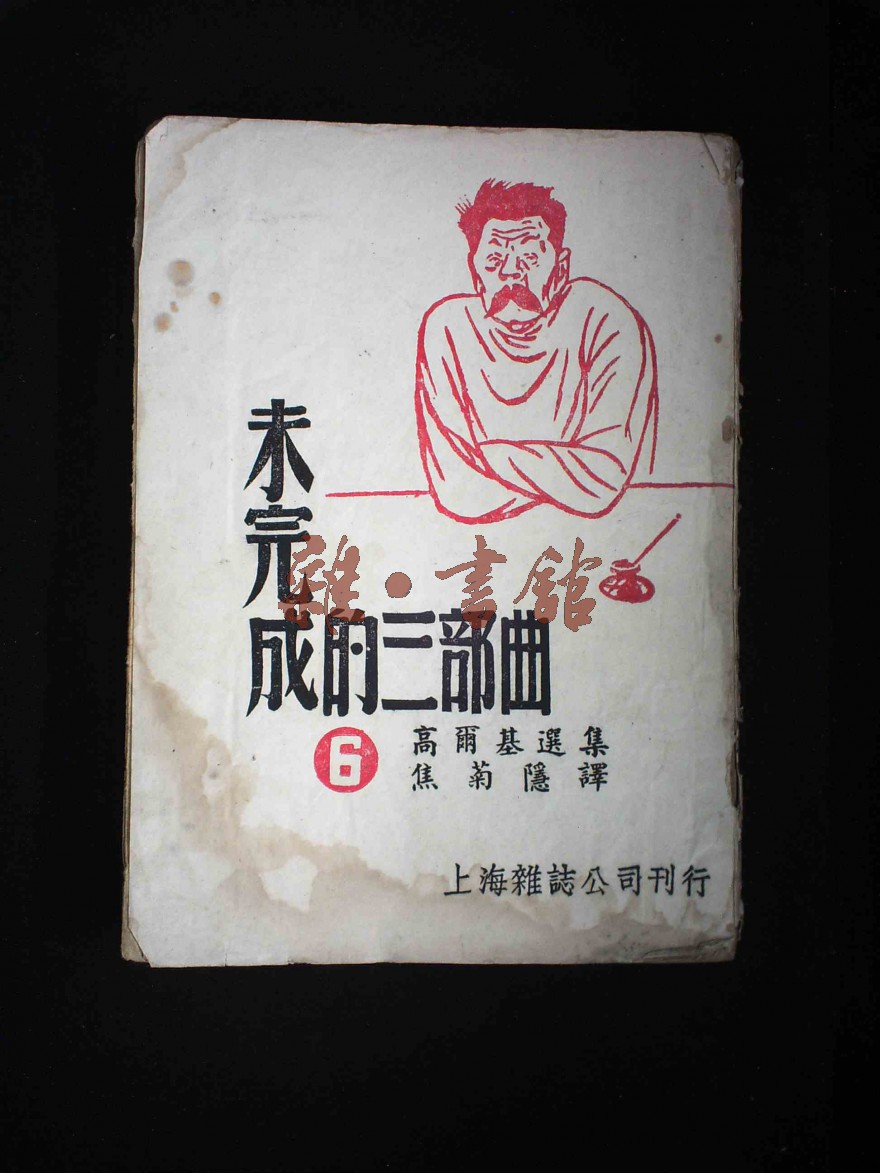 未完成的三部曲
雜·書館
6
高爾基選集
焦菊隱譯
上海雜誌公司刊行